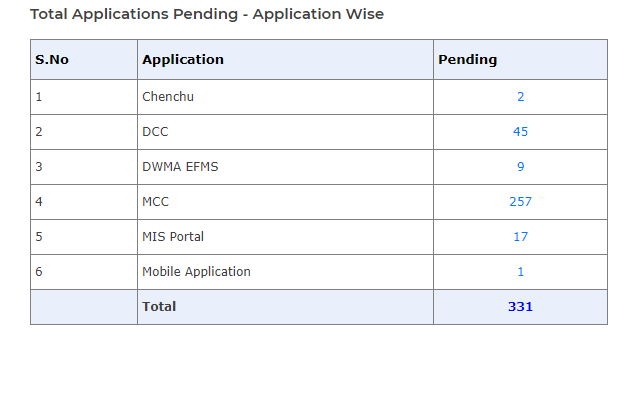 Total Applications Pending - Application Wise
S.No Application Pending
1 Chenchu 2
2 DCC 45
3 DWMA EFMS 9
4 MCC 257
5 MIS Portal 17
6 Mobile Application 1
Total 331